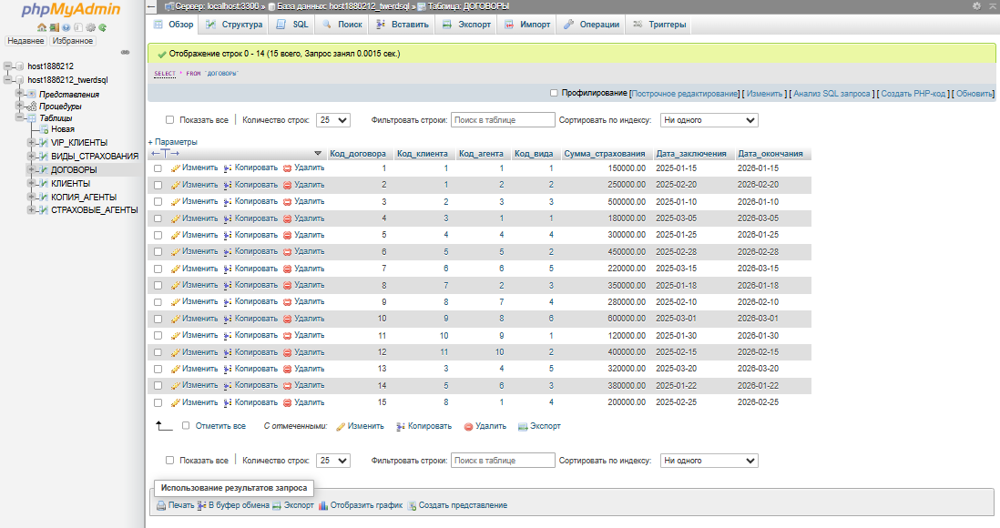 phpMyAdmin
Недавнее Избранное
host1886212
host1886212_twerdsql
Представления
Процедуры
Таблицы
Новая
VIP_КЛИЕНТЫ
ВИДЫ_СТРАХОВАНИЯ
ДОГОВОРЫ
КЛИЕНТЫ
КОПИЯ_АГЕНТЫ
СТРАХОВЫЕ_АГЕНТЫ
Сервер: localhost:3306 » База данных: host1886212_twerdsql » Таблица: ДОГОВОРЫ
Обзор Структура SQL Поиск Вставить Экспорт Импорт Операции Триггеры
Отображение строк 0 - 14 (15 всего, Запрос занял 0.0015 сек.)
SELECT * FROM `ДОГОВОРЫ`
Профилирование [Построчное редактирование] [ Изменить ] [ Анализ SQL запроса ] [ Создать PHP-код ] [ Обновить]
Показать все | Количество строк: 25 Фильтровать строки: Поиск в таблице Сортировать по индексу: Ни одного
+ Параметры
←T→ Код_договора Код_клиента Код_агента Код_вида Сумма_страхования Дата_заключения Дата_окончания
Изменить Копировать Удалить 1 1 1 1 150000.00 2025-01-15 2026-01-15
Изменить Копировать Удалить 2 1 2 2 250000.00 2025-02-20 2026-02-20
Изменить Копировать Удалить 3 2 3 3 500000.00 2025-01-10 2026-01-10
Изменить Копировать Удалить 4 3 1 1 180000.00 2025-03-05 2026-03-05
Изменить Копировать Удалить 5 4 4 4 300000.00 2025-01-25 2026-01-25
Изменить Копировать Удалить 6 5 5 2 450000.00 2025-02-28 2026-02-28
Изменить Копировать Удалить 7 6 6 5 220000.00 2025-03-15 2026-03-15
Изменить Копировать Удалить 8 7 2 3 350000.00 2025-01-18 2026-01-18
Изменить Копировать Удалить 9 8 7 4 280000.00 2025-02-10 2026-02-10
Изменить Копировать Удалить 10 9 8 6 600000.00 2025-03-01 2026-03-01
Изменить Копировать Удалить 11 10 9 1 120000.00 2025-01-30 2026-01-30
Изменить Копировать Удалить 12 11 10 2 400000.00 2025-02-15 2026-02-15
Изменить Копировать Удалить 13 3 4 5 320000.00 2025-03-20 2026-03-20
Изменить Копировать Удалить 14 5 6 3 380000.00 2025-01-22 2026-01-22
Изменить Копировать Удалить 15 8 1 4 200000.00 2025-02-25 2026-02-25
Отметить все С отмеченными: Изменить Копировать Удалить Экспорт
Показать все | Количество строк: 25 Фильтровать строки: Поиск в таблице Сортировать по индексу: Ни одного
Использование результатов запроса
Печать В буфер обмена Экспорт Отобразить график Создать представление